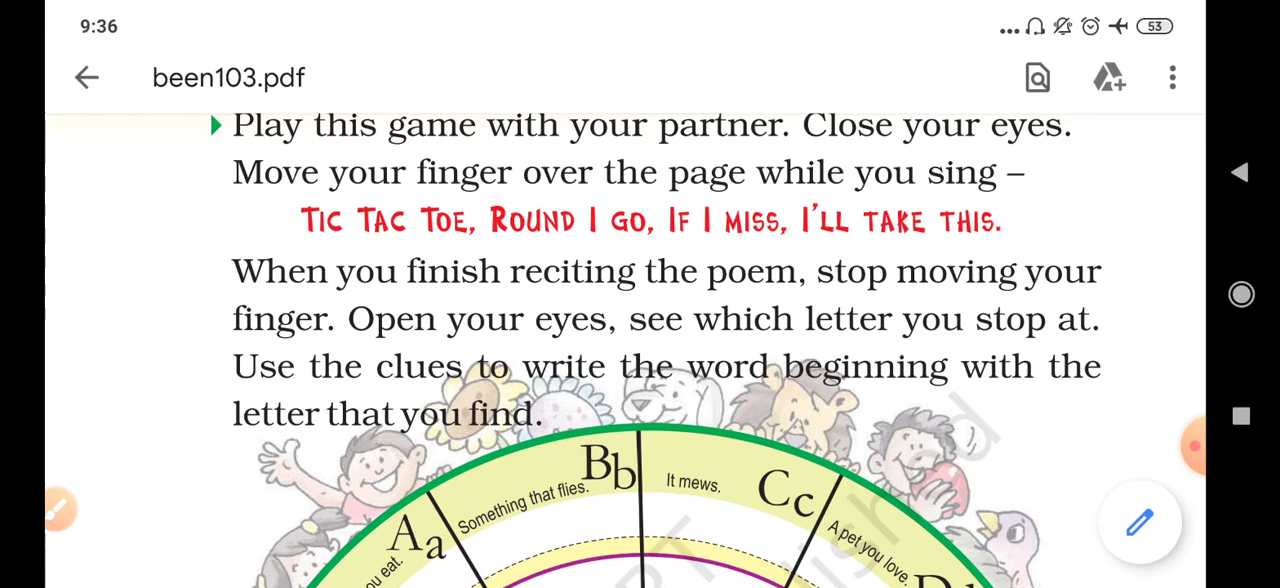 9:36
53
been103.pdf
Play this game with your partner. Close your eyes.
Move your finger over the page while you sing –
TIC TAC TOE, ROUND I GO, IF I MISS, I'LL TAKE THIS.
When you finish reciting the poem, stop moving your
finger. Open your eyes, see which letter you stop at.
Use the clues to write the word beginning with the
letter that you find.
Aa
ou eat.
Bb
Something that flies.
It mews.
Cc
A pet you love.